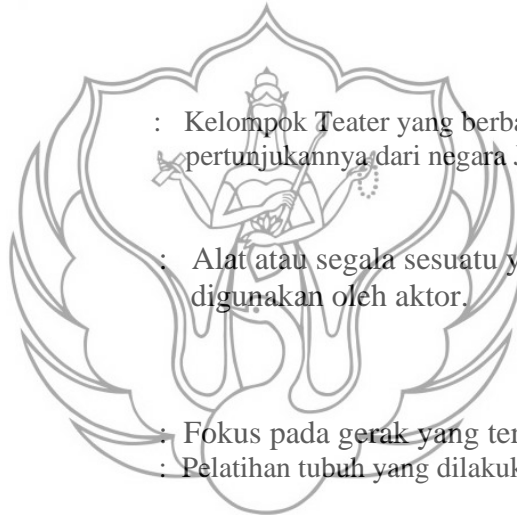 : Kelompok Teater yang berba
pertunjukannya dari negara
: Alat atau segala sesuatu y
digunakan oleh aktor.
: Fokus pada gerak yang ter
: Pelatihan tubuh yang dilakuk